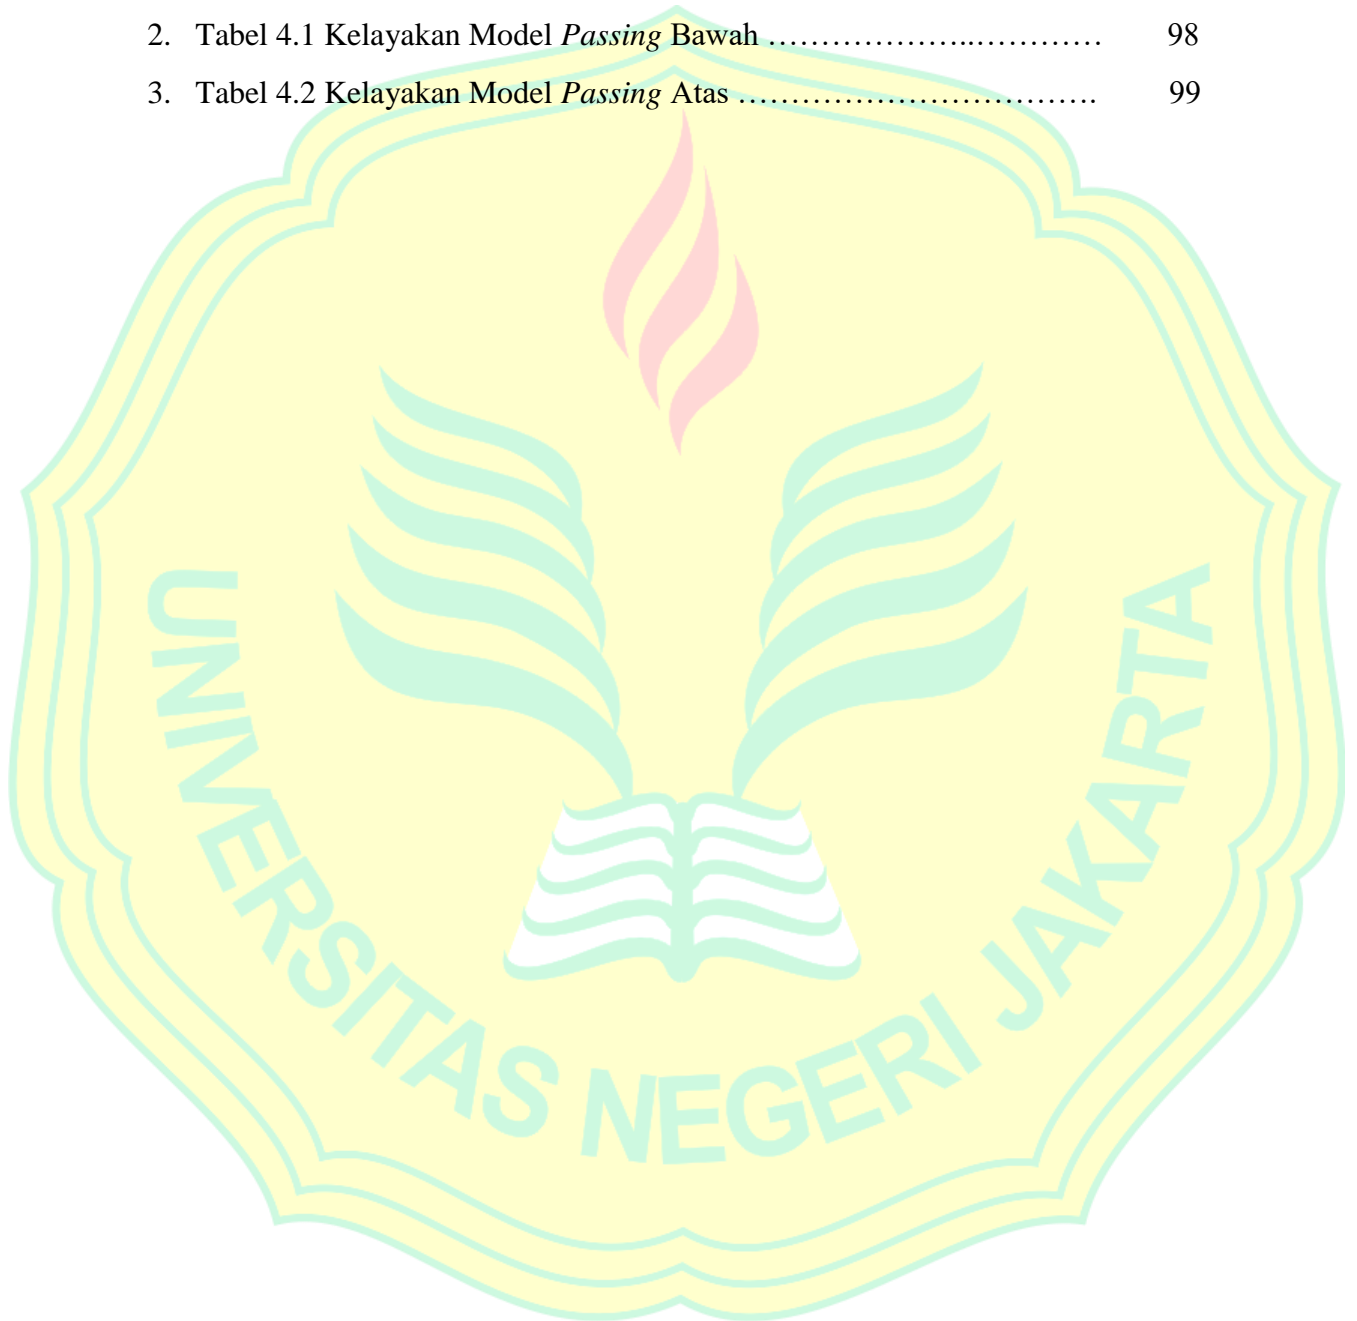 2. Tabel 4.1 Kelayakan Model Passing Bawah ………………..………… 98
3. Tabel 4.2 Kelayakan Model Passing Atas ……………………………. 99
UNIVERSITAS NEGERI JAKARTA